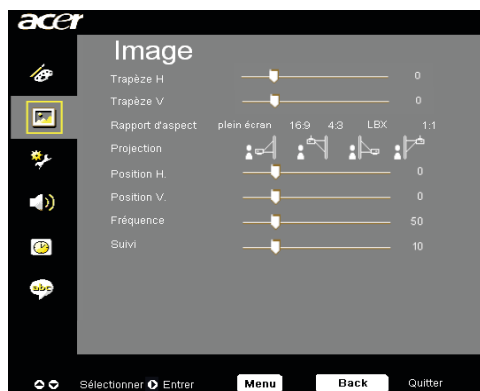 acer
Image
Trapèze H 0
Trapèze V 0
Rapport d'aspect plein écran 16:9 4:3 LBX 1:1
Projection
Position H. 0
Position V. 0
Fréquence 50
Suivi 10
abc
Sélectionner Entrer Menu Back Quitter